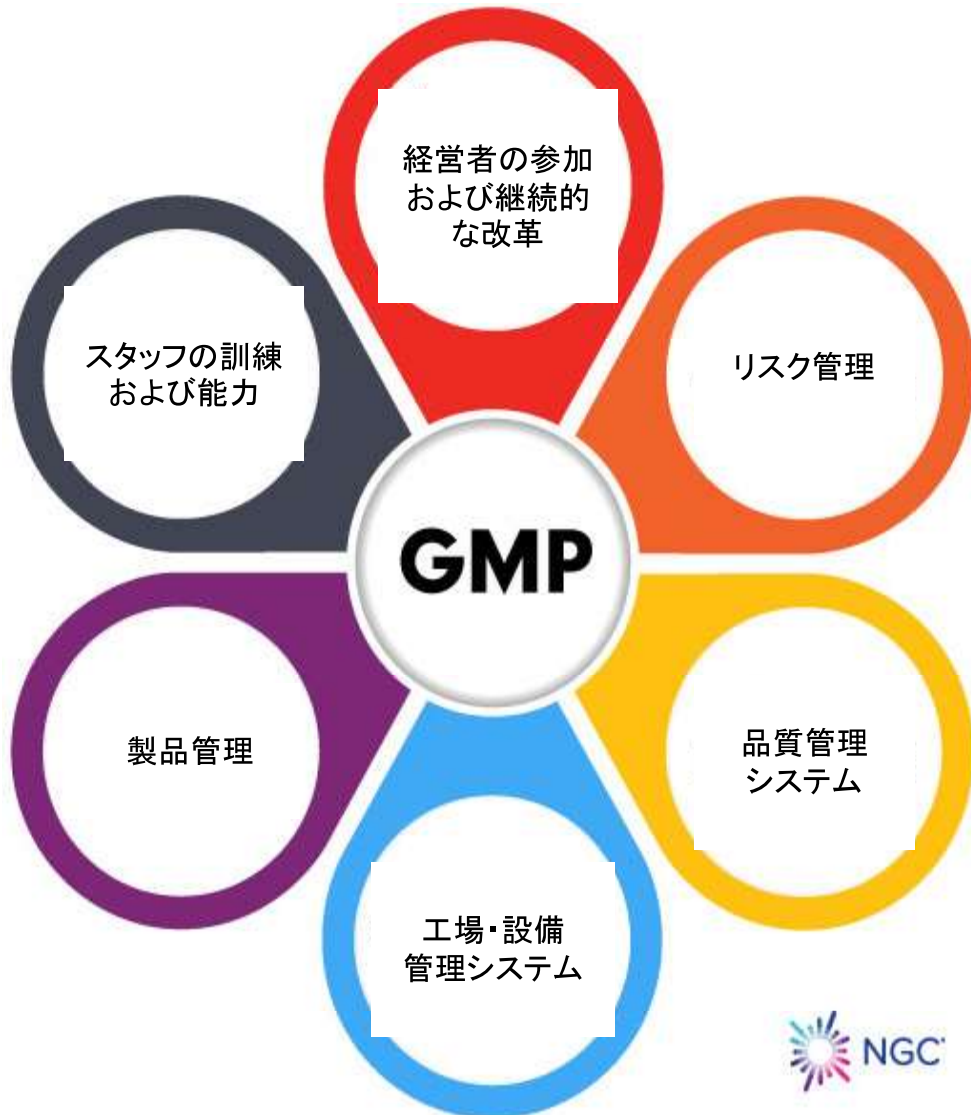 経営者の参加
および継続的
な改革
リスク管理
品質管理
システム
工場・設備
管理システム
製品管理
スタッフの訓練
および能力
GMP
NGC